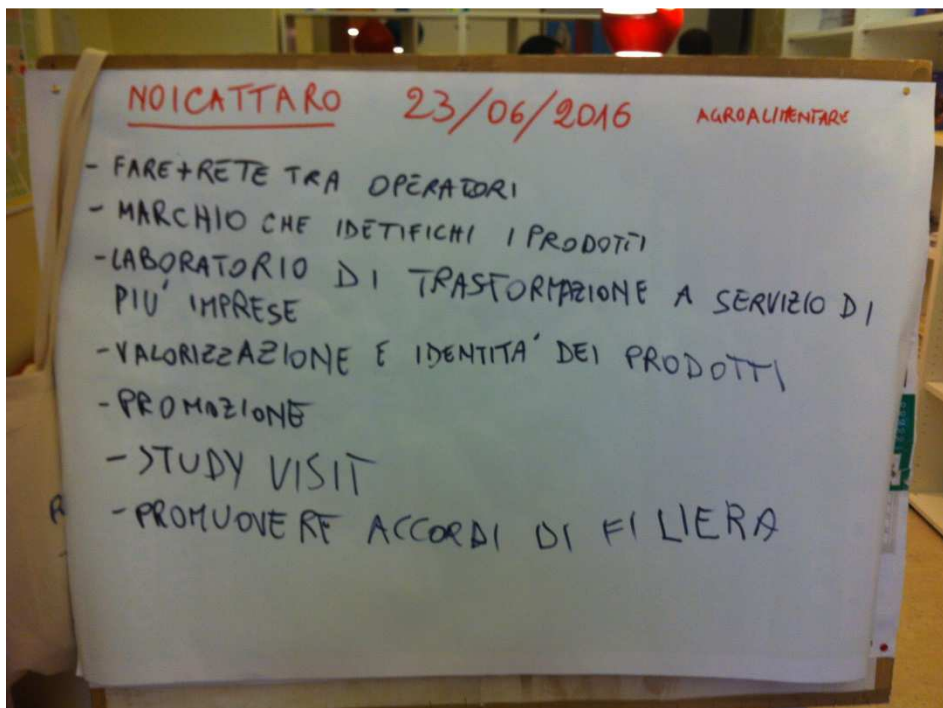 NOICATTARO 23/06/2016 AGROALIMENTARE
- FARE+RETE TRA OPERATORI
- MARCHIO CHE IDETIFICHI I PRODOTTI
-LABORATORIO DI TRASFORMAZIONE A SERVIZIO DI
PIU' IMPRESE
-VALORIZZAZIONE E IDENTITA' DEI PRODOTTI
-PROMOZIONE
-STUDY VISIT
-PROMUOVERE ACCORDI DI FILIERA